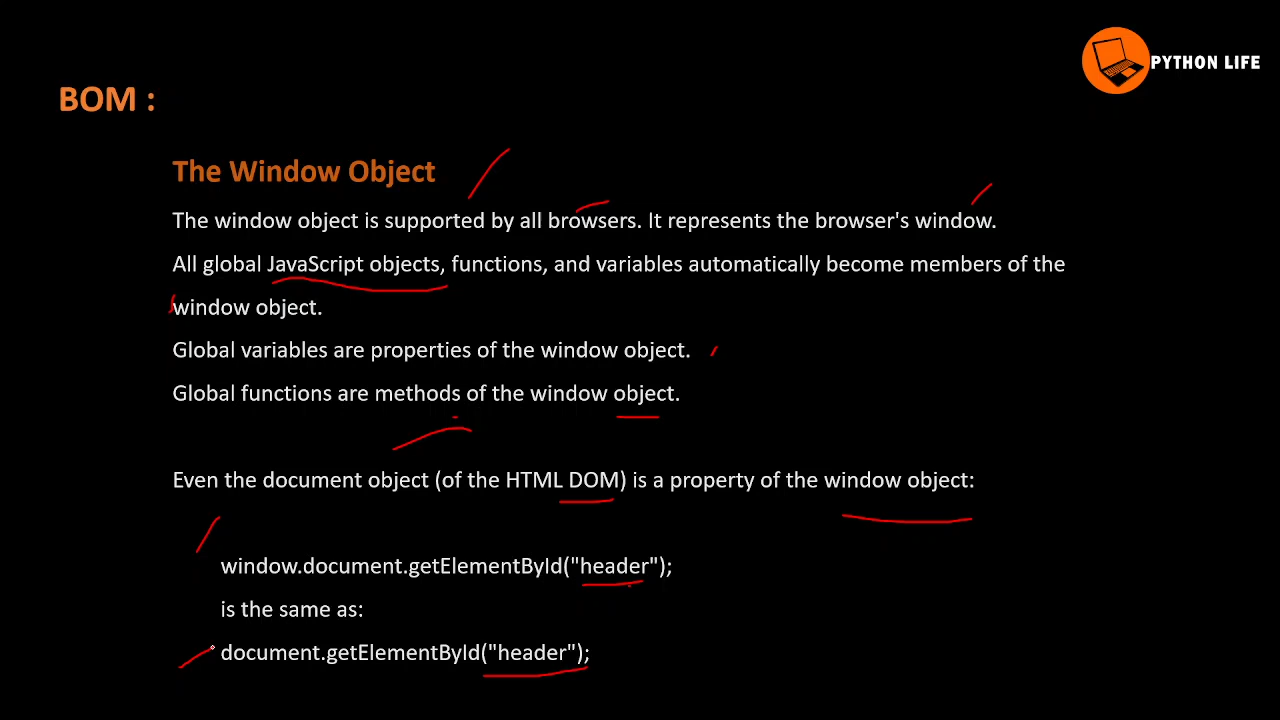 PYTHON LIFE
BOM :
The Window Object
The window object is supported by all browsers. It represents the browser's window.
All global JavaScript objects, functions, and variables automatically become members of the
window object.
Global variables are properties of the window object.
Global functions are methods of the window object.
Even the document object (of the HTML DOM) is a property of the window object:
window.document.getElementById("header");
is the same as:
document.getElementById("header");